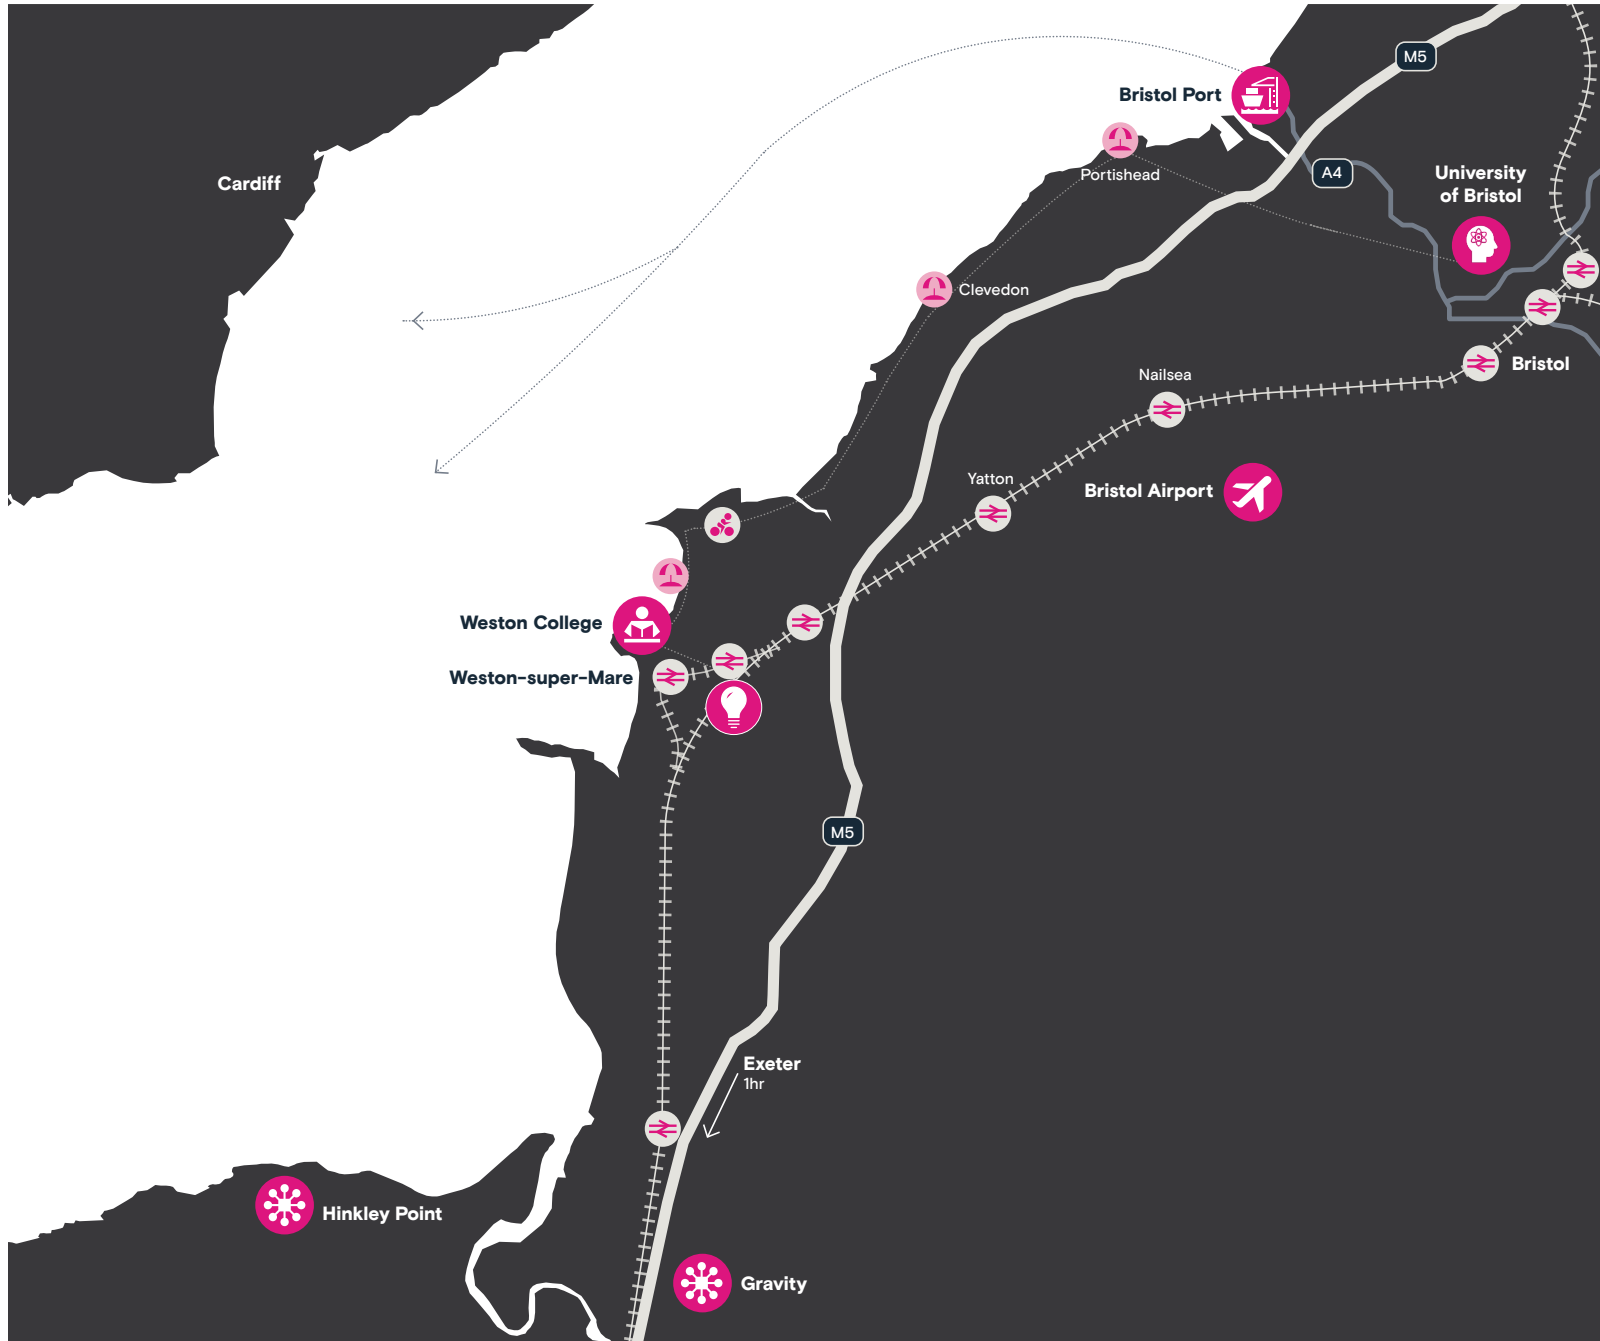 M5
Bristol Port
A4
Portishead
University
of Bristol
Cardiff
Clevedon
Bristol
Nailsea
Yatton
Bristol Airport
Weston College
Weston-super-Mare
M5
Exeter
1hr
Hinkley Point
Gravity